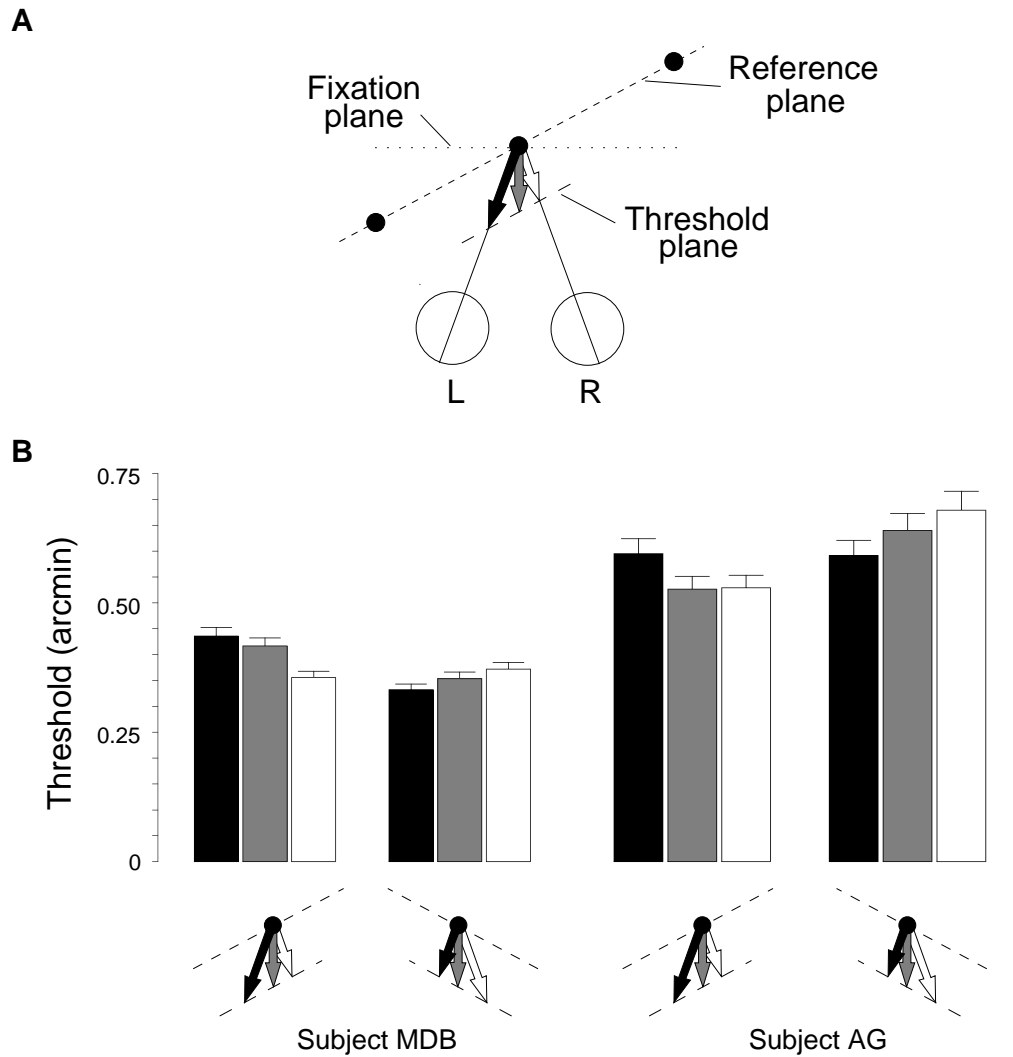 A
Fixation
plane
Reference
plane
Threshold
plane
L
R
B
Threshold (arcmin)
0.75
0.50
0.25
0
Subject MDB
Subject AG